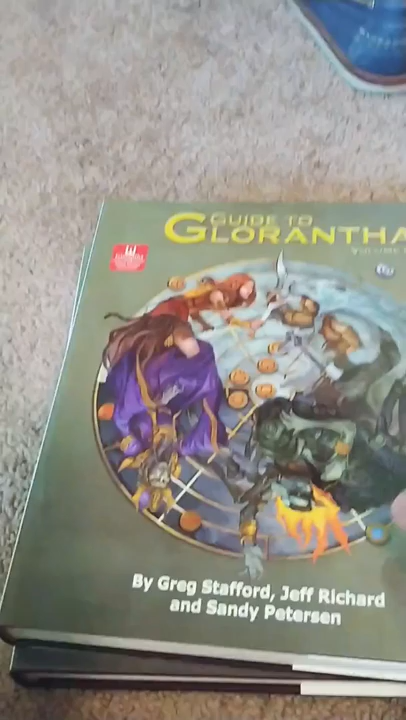 GUIDE TO
GLORANTHA
By Greg Stafford, Jeff Richard
and Sandy Petersen